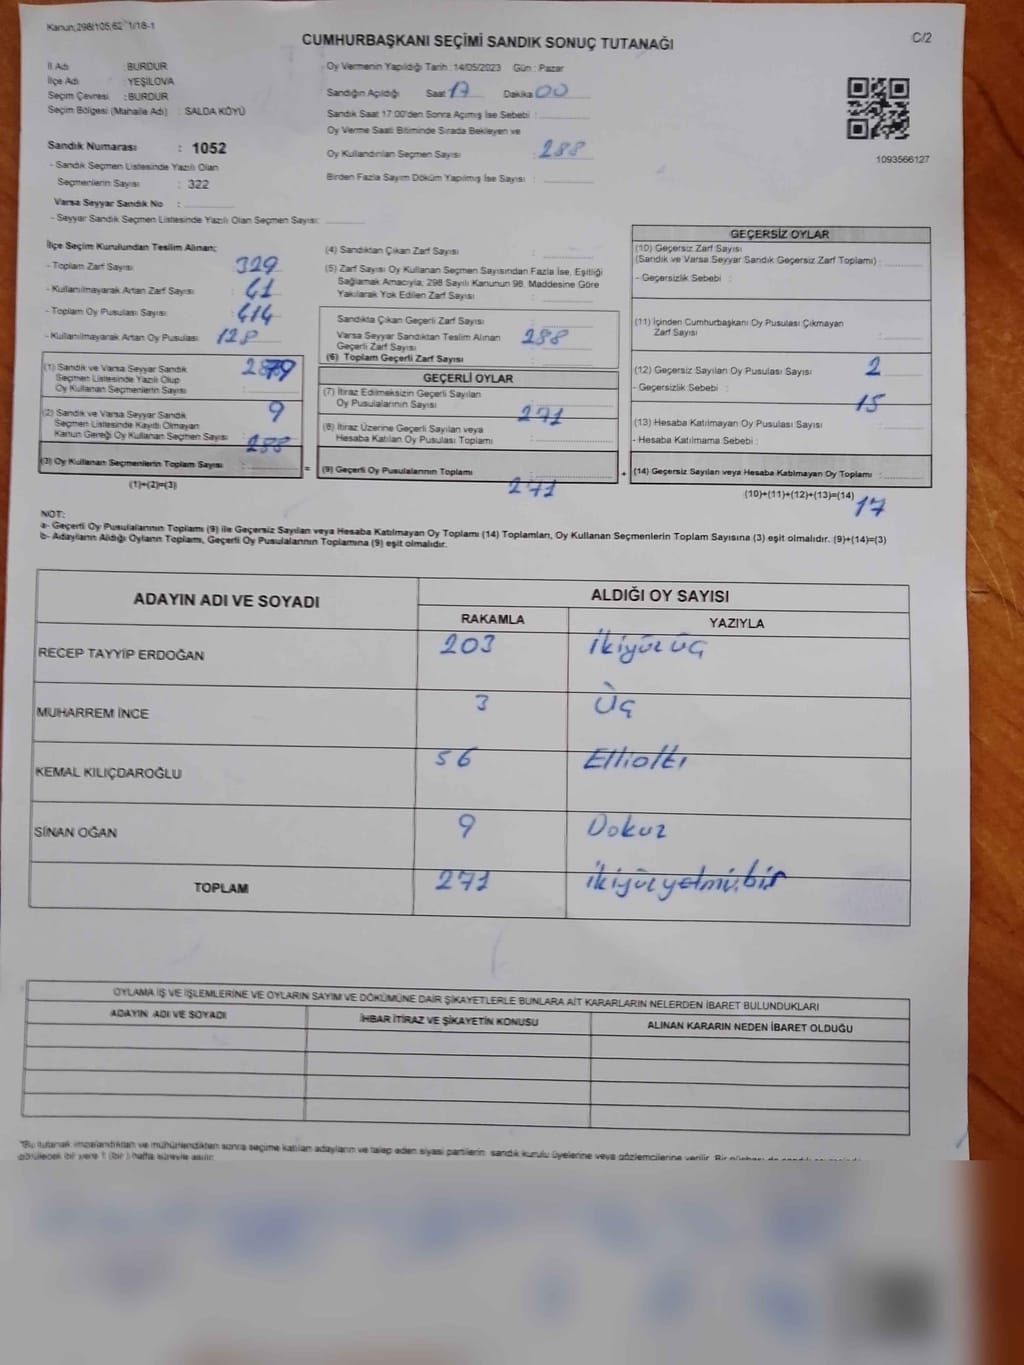 Kanun;298/105,62 1/18-1
CUMHURBAŞKANI SEÇİMİ SANDIK SONUÇ TUTANAĞI
C/2
İl Adı : BURDUR
İlçe Adı : YEŞİLOVA
Seçim Çevresi : BURDUR
Seçim Bölgesi (Mahalle Adı) : SALDA KÖYÜ
Sandık Numarası : 1052
- Sandık Seçmen Listesinde Yazılı Olan
Seçmenlerin Sayısı : 322
Varsa Seyyar Sandık No :
- Seyyar Sandık Seçmen Listesinde Yazılı Olan Seçmen Sayısı:
Oy Vermenin Yapıldığı Tarih : 14/05/2023 Gün : Pazar
Sandığın Açıldığı Saat 17 Dakika 00
Sandık Saat 17:00'den Sonra Açımış İse Sebebi :
Oy Verme Saati Bitiminde Sırada Bekleyen ve
Oy Kullandırılan Seçmen Sayısı : 288
Birden Fazla Sayım Döküm Yapılmış İse Sayısı :
1093566127
İlçe Seçim Kurulundan Teslim Alınan;
- Toplam Zarf Sayısı : 329
- Kullanılmayarak Artan Zarf Sayısı : 41
- Toplam Oy Pusulası Sayısı : 414
- Kullanılmayarak Artan Oy Pusulası : 128
(1) Sandık ve Varsa Seyyar Sandık
Seçmen Listesinde Yazılı Olup
Oy Kullanan Seçmenlerin Sayısı : 279
(2) Sandık ve Varsa Seyyar Sandık
Seçmen Listesinde Kayıtlı Olmayan
Kanun Gereği Oy Kullanan Seçmen Sayısı : 9
(3) Oy Kullanan Seçmenlerin Toplam Sayısı : 288
(1)+(2)=(3)
(4) Sandıktan Çıkan Zarf Sayısı :
(5) Zarf Sayısı Oy Kullanan Seçmen Sayısından Fazla İse, Eşitliği
Sağlamak Amacıyla, 298 Sayılı Kanunun 98. Maddesine Göre
Yakılarak Yok Edilen Zarf Sayısı :
Sandıkta Çıkan Geçerli Zarf Sayısı :
Varsa Seyyar Sandıktan Teslim Alınan
Geçerli Zarf Sayısı : 288
(6) Toplam Geçerli Zarf Sayısı :
GEÇERLİ OYLAR
(7) İtiraz Edilmeksizin Geçerli Sayılan
Oy Pusulalarının Sayısı : 271
(8) İtiraz Üzerine Geçerli Sayılan veya
Hesaba Katılan Oy Pusulası Toplamı :
= (9) Geçerli Oy Pusulalarının Toplamı : 271
GEÇERSİZ OYLAR
(10) Geçersiz Zarf Sayısı
(Sandık ve Varsa Seyyar Sandık Geçersiz Zarf Toplamı) :
- Geçersizlik Sebebi :
(11) İçinden Cumhurbaşkanı Oy Pusulası Çıkmayan
Zarf Sayısı : 2
(12) Geçersiz Sayılan Oy Pusulası Sayısı :
- Geçersizlik Sebebi : 15
(13) Hesaba Katılmayan Oy Pusulası Sayısı :
- Hesaba Katılmama Sebebi :
+ (14) Geçersiz Sayılan veya Hesaba Katılmayan Oy Toplamı :
(10)+(11)+(12)+(13)=(14) 17
NOT:
a- Geçerli Oy Pusulalarının Toplamı (9) ile Geçersiz Sayılan veya Hesaba Katılmayan Oy Toplamı (14) Toplamları, Oy Kullanan Seçmenlerin Toplam Sayısına (3) eşit olmalıdır. (9)+(14)=(3)
b- Adayların Aldığı Oyların Toplamı, Geçerli Oy Pusulalarının Toplamına (9) eşit olmalıdır.
ADAYIN ADI VE SOYADI
ALDIĞI OY SAYISI
RAKAMLA YAZIYLA
RECEP TAYYİP ERDOĞAN 203 İkiyüz üç
MUHARREM İNCE 3 Üç
KEMAL KILIÇDAROĞLU 56 Ellialtı
SİNAN OĞAN 9 Dokuz
TOPLAM 271 ikiyüzyetmişbir
OYLAMA İŞ VE İŞLEMLERİNE VE OYLARIN SAYIM VE DÖKÜMÜNE DAİR ŞİKAYETLERLE BUNLARA AİT KARARLARIN NELERDEN İBARET BULUNDUKLARI
ADAYIN ADI VE SOYADI İHBAR İTİRAZ VE ŞİKAYETİN KONUSU ALINAN KARARIN NEDEN İBARET OLDUĞU
*Bu tutanak imzalandıktan ve mühürlendikten sonra seçime katılan adayların ve talep eden siyasi partilerin sandık kurulu üyelerine veya gözlemcilerine verilir. Bir nüshası da sandık
görülecek bir yere 1 (bir) hafta süreyle asılır.